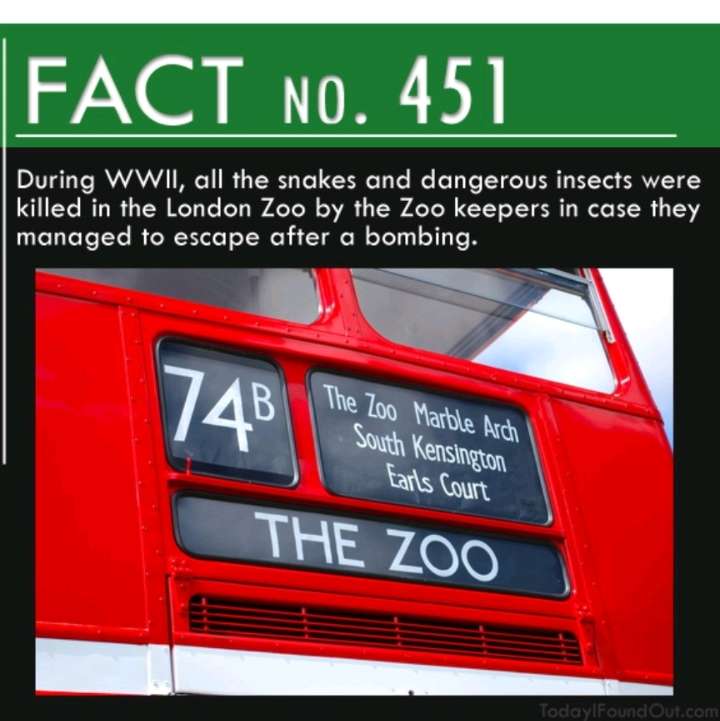 FACT NO. 451
During WWII, all the snakes and dangerous insects were
killed in the London Zoo by the Zoo keepers in case they
managed to escape after a bombing.
74B
The Zoo Marble Arch
South Kensington
Earls Court
THE ZOO
TodayIFoundOut.com